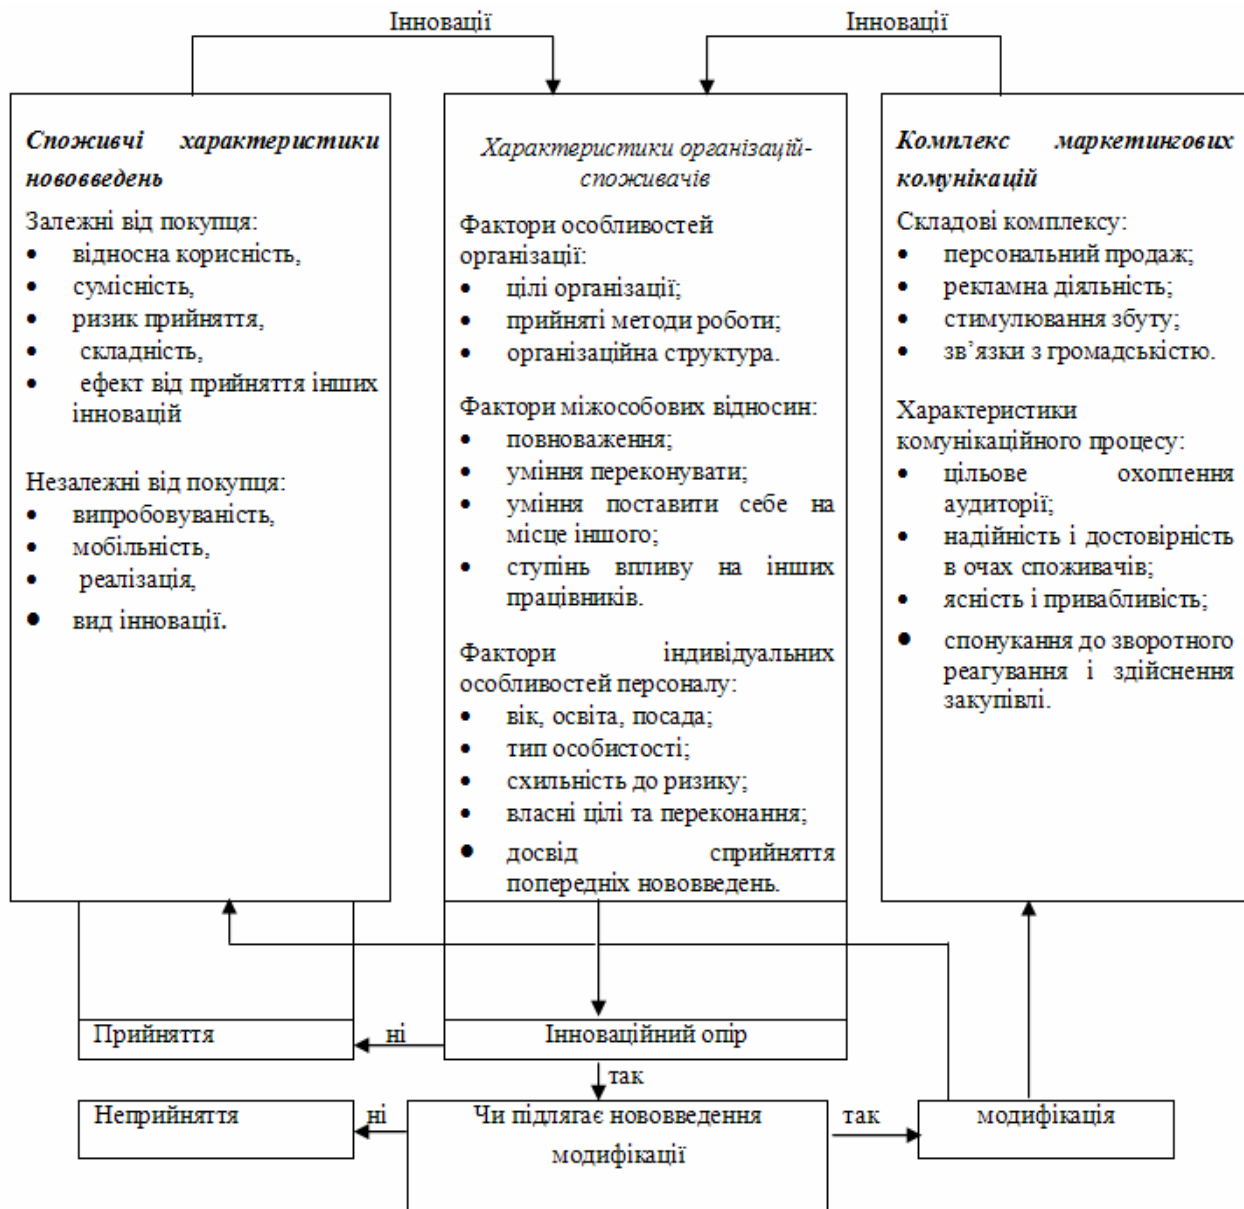 Інновації
Інновації
Споживчі характеристики
нововведень
Залежні від покупця:
• відносна корисність,
• сумісність,
• ризик прийняття,
• складність,
• ефект від прийняття інших
інновацій
Незалежні від покупця:
• випробовуваність,
• мобільність,
• реалізація,
• вид інновації.
Характеристики організацій-
споживачів
Фактори особливостей
організації:
• цілі організації;
• прийняті методи роботи;
• організаційна структура.
Фактори міжособових відносин:
• повноваження;
• уміння переконувати;
• уміння поставити себе на
місце іншого;
• ступінь впливу на інших
працівників.
Фактори індивідуальних
особливостей персоналу:
• вік, освіта, посада;
• тип особистості;
• схильність до ризику;
• власні цілі та переконання;
• досвід сприйняття
попередніх нововведень.
Комплекс маркетингових
комунікацій
Складові комплексу:
• персональний продаж;
• рекламна діяльність;
• стимулювання збуту;
• зв’язки з громадськістю.
Характеристики
комунікаційного процесу:
• цільове охоплення
аудиторії;
• надійність і достовірність
в очах споживачів;
• ясність і привабливість;
• спонукання до зворотного
реагування і здійснення
закупівлі.
Прийняття
ні
Інноваційний опір
так
Неприйняття
ні
Чи підлягає нововведення
модифікації
так
модифікація